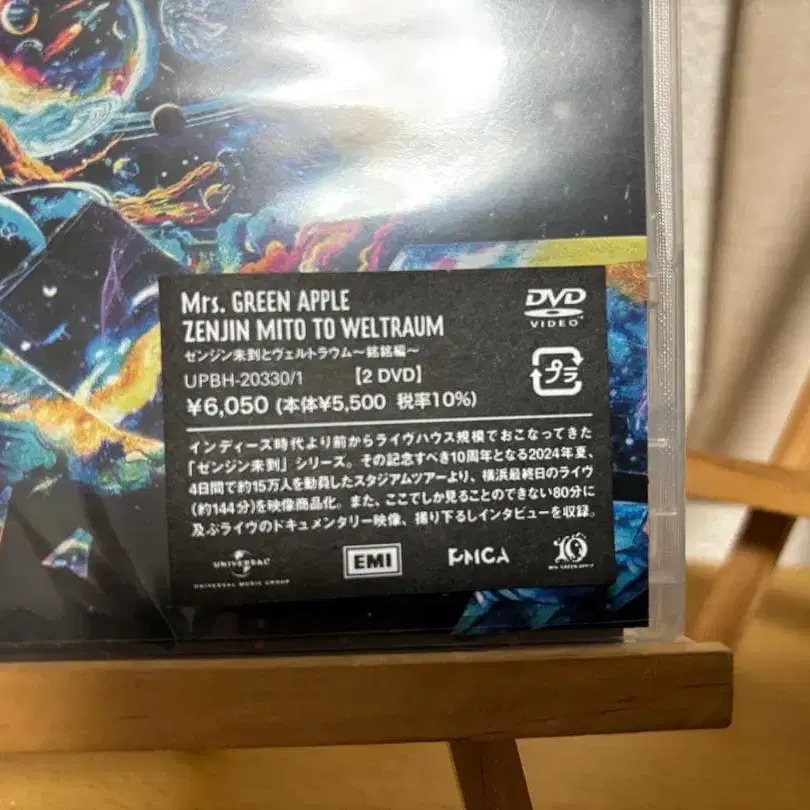 Mrs. GREEN APPLE
ZENJIN MITO TO WELTRAUM
ゼンジン未到とヴェルトラウム〜銘銘編〜
UPBH-20330/1 【2 DVD】
¥6,050 (本体¥5,500 税率10%)
DVD
VIDEO
プラ
インディーズ時代より前からライヴハウス規模でおこなってきた
「ゼンジン未到」シリーズ。その記念すべき10周年となる2024年夏、
4日間で約15万人を動員したスタジアムツアーより、横浜最終日のライヴ
(約144分)を映像商品化。また、ここでしか見ることのできない80分に
及ぶライヴのドキュメンタリー映像、撮り下ろしインタビューを収録。
UNIVERSAL
UNIVERSAL MUSIC GROUP
EMI
PMCA
10
Mrs. GREEN APPLE